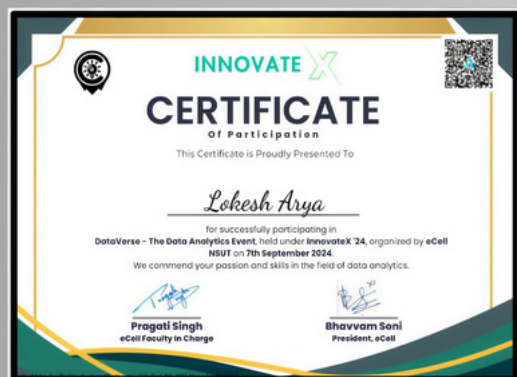 INNOVATE X
CERTIFICATE
Of Participation
This Certificate is Proudly Presented To
Lokesh Arya
for successfully participating in
DataVerse - The Data Analytics Event, held under InnovateX '24, organized by eCell
NSUT on 7th September 2024.
We commend your passion and skills in the field of data analytics.
Pragati Singh
eCell Faculty In Charge
Bhavvam Soni
President, eCell